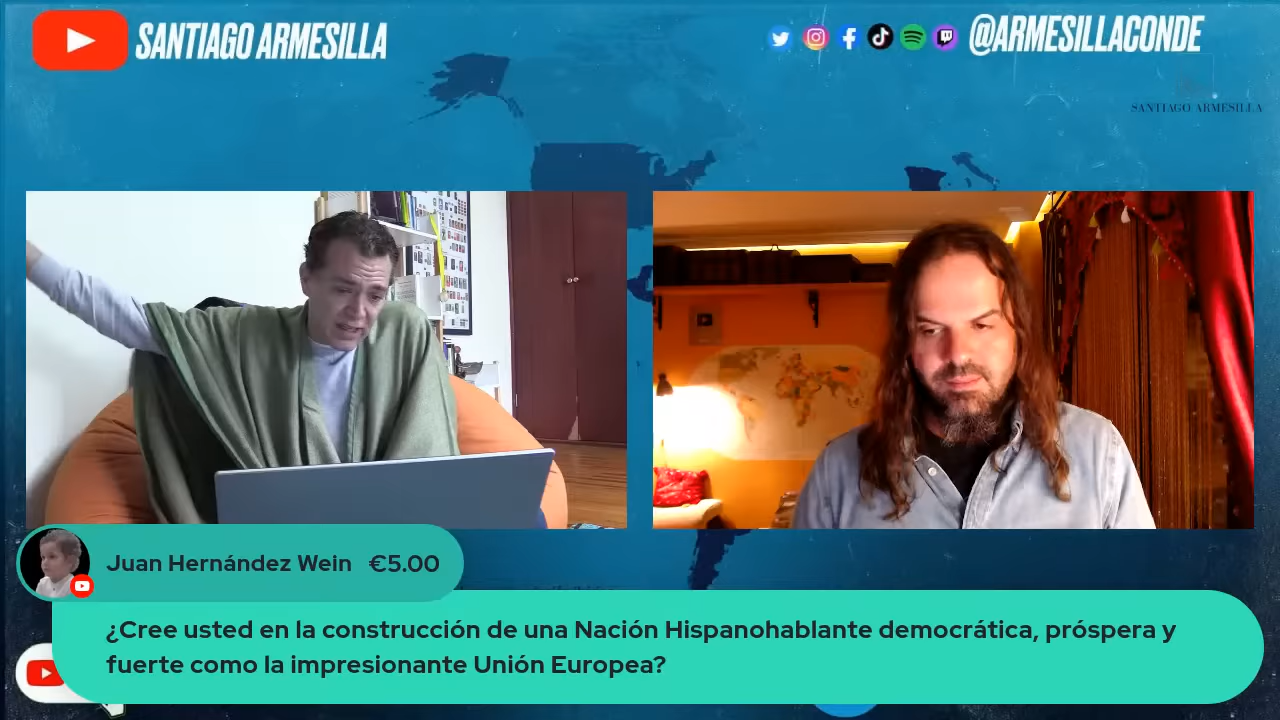 SANTIAGO ARMESILLA
@ARMESILLACONDE
SANTIAGO ARMESILLA
Juan Hernández Wein €5.00
¿Cree usted en la construcción de una Nación Hispanohablante democrática, próspera y
fuerte como la impresionante Unión Europea?